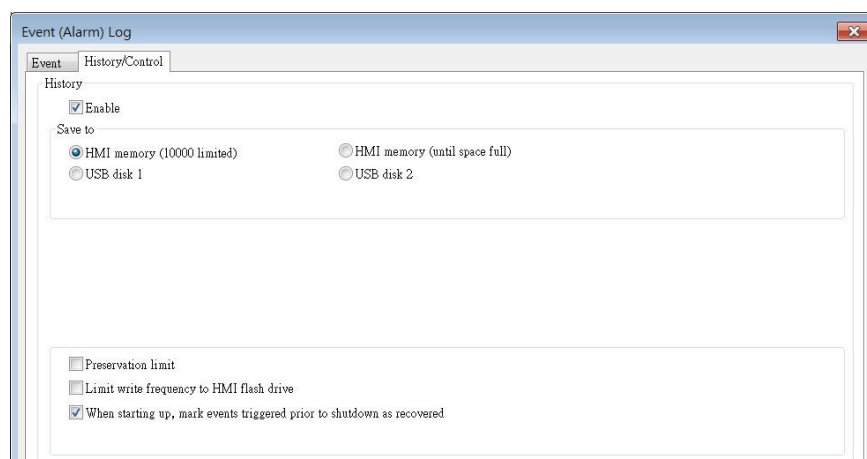 Event (Alarm) Log
Event History/Control
History
Enable
Save to
HMI memory (10000 limited) HMI memory (until space full)
USB disk 1 USB disk 2
Preservation limit
Limit write frequency to HMI flash drive
When starting up, mark events triggered prior to shutdown as recovered